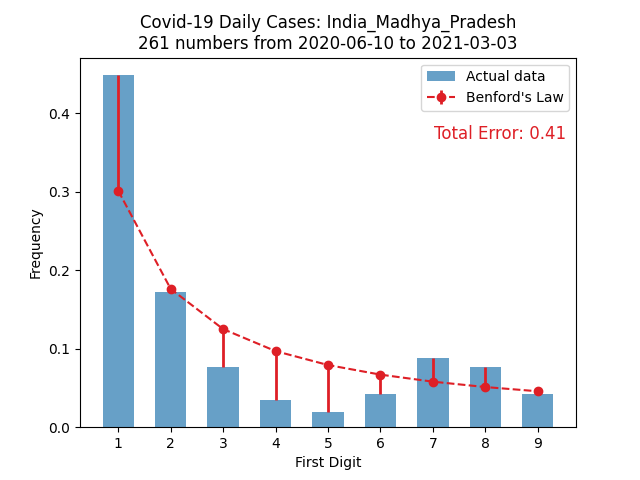 Covid-19 Daily Cases: India_Madhya_Pradesh
261 numbers from 2020-06-10 to 2021-03-03
Actual data
Benford's Law
Total Error: 0.41
Frequency
0.4
0.3
0.2
0.1
0.0
1 2 3 4 5 6 7 8 9
First Digit